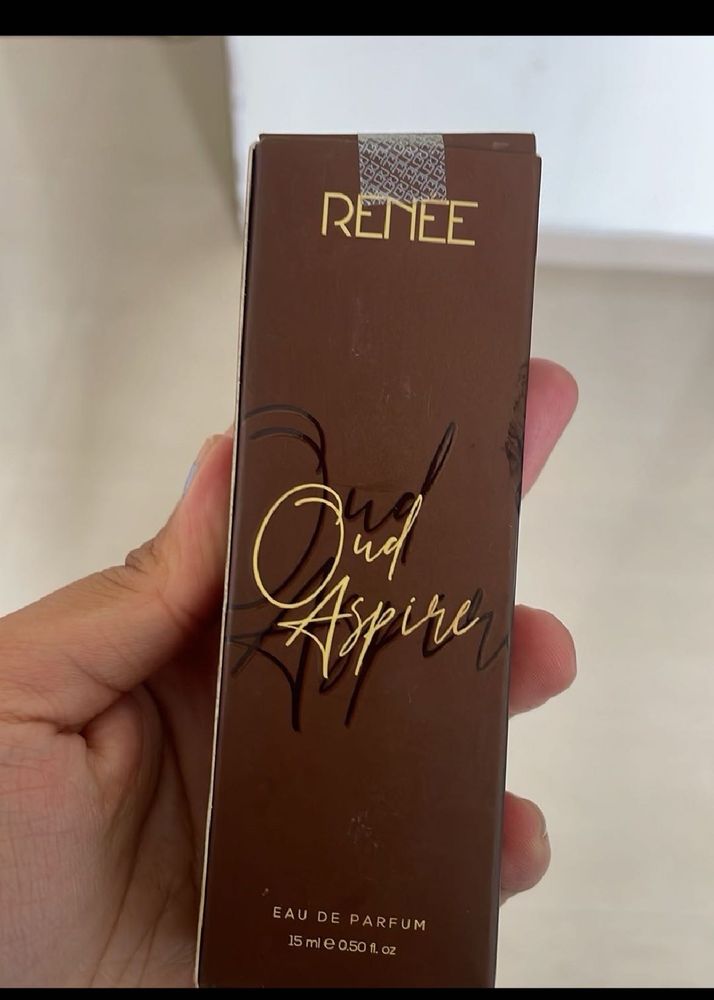 RENEE
Oud
Aspire
EAU DE PARFUM
15 ml e 0.50 fl. oz